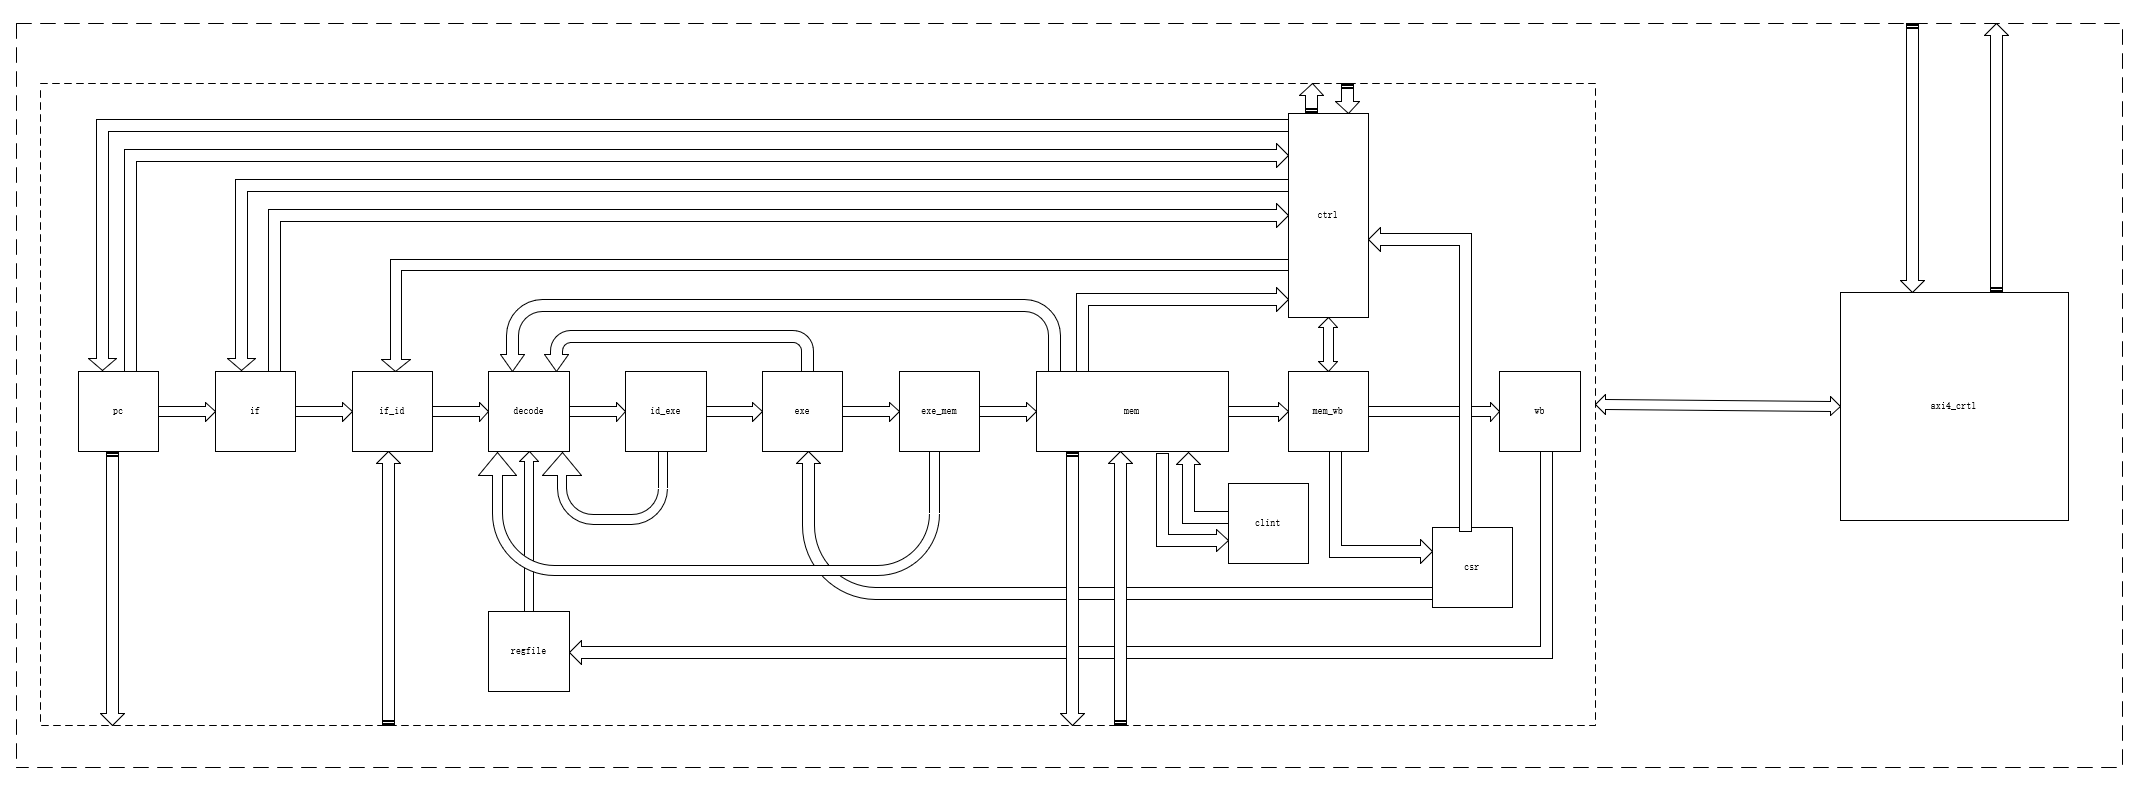 ctrl
pc
if
if_id
decode
id_exe
exe
exe_mem
mem
mem_wb
wb
axi4_crtl
clint
csr
regfile